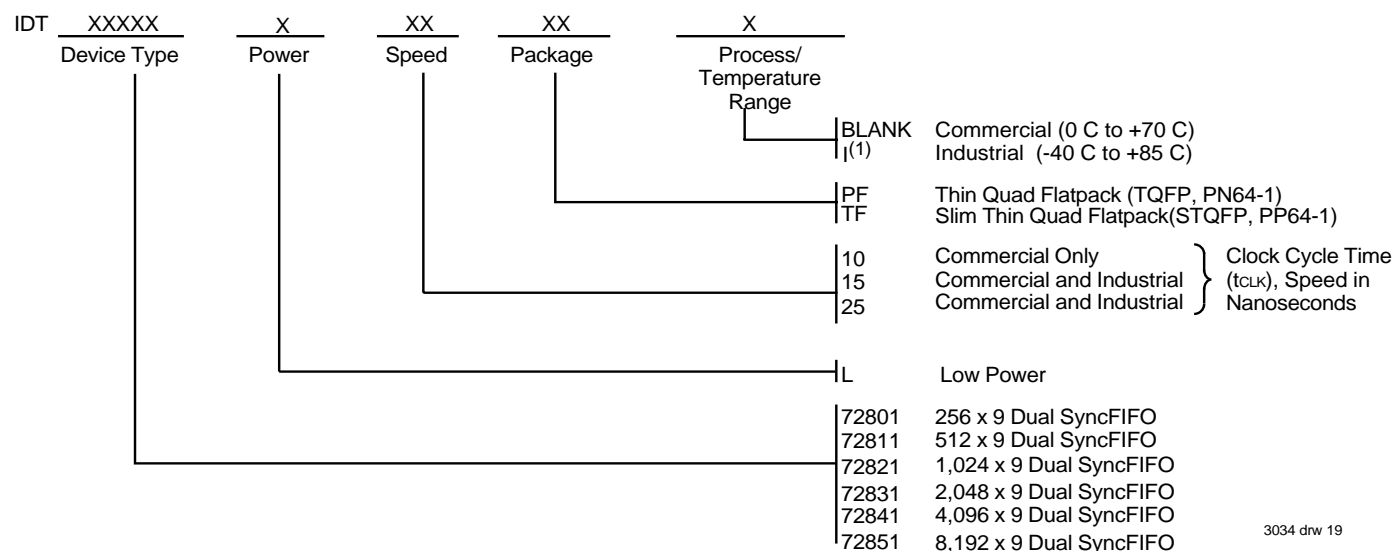 IDT XXXXX X XX XX X
Device Type Power Speed Package Process/
Temperature
Range
BLANK Commercial (0 C to +70 C)
I(1) Industrial (-40 C to +85 C)
PF Thin Quad Flatpack (TQFP, PN64-1)
TF Slim Thin Quad Flatpack(STQFP, PP64-1)
10 Commercial Only Clock Cycle Time
15 Commercial and Industrial (tCLK), Speed in
25 Commercial and Industrial Nanoseconds
L Low Power
72801 256 x 9 Dual SyncFIFO
72811 512 x 9 Dual SyncFIFO
72821 1,024 x 9 Dual SyncFIFO
72831 2,048 x 9 Dual SyncFIFO
72841 4,096 x 9 Dual SyncFIFO
72851 8,192 x 9 Dual SyncFIFO
3034 drw 19